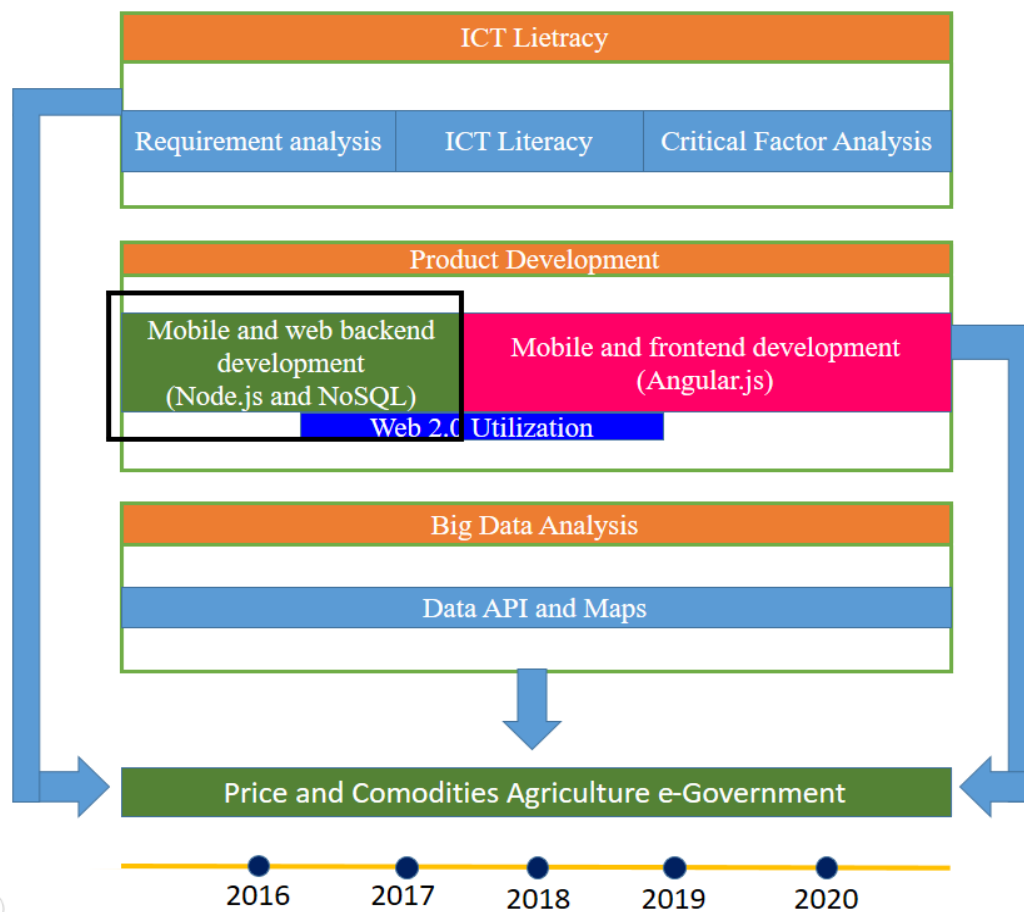 ICT Lietracy
Requirement analysis
ICT Literacy
Critical Factor Analysis
Product Development
Mobile and web backend
development
(Node.js and NoSQL)
Mobile and frontend development
(Angular.js)
Web 2.0 Utilization
Big Data Analysis
Data API and Maps
Price and Comodities Agriculture e-Government
2016
2017
2018
2019
2020